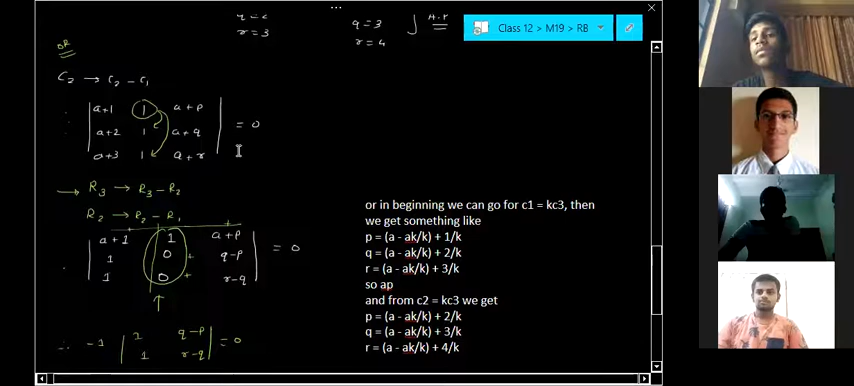 r = 3
q = 3
r = 4
A.P
Class 12 > M19 > RB
OR
C₂ → C₂ - C₁
∴ | a+1 1 a+p |
| a+2 1 a+q | = 0
| a+3 1 a+r |
→ R₃ → R₃ - R₂
R₂ → R₂ - R₁
| a+1 1 a+p |
∴ | 1 0 q-p | = 0
| 1 0 r-q |
∴ -1 | 1 q-p | = 0
| 1 r-q |
or in beginning we can go for c1 = kc3, then
we get something like
p = (a - ak/k) + 1/k
q = (a - ak/k) + 2/k
r = (a - ak/k) + 3/k
so ap
and from c2 = kc3 we get
p = (a - ak/k) + 2/k
q = (a - ak/k) + 3/k
r = (a - ak/k) + 4/k